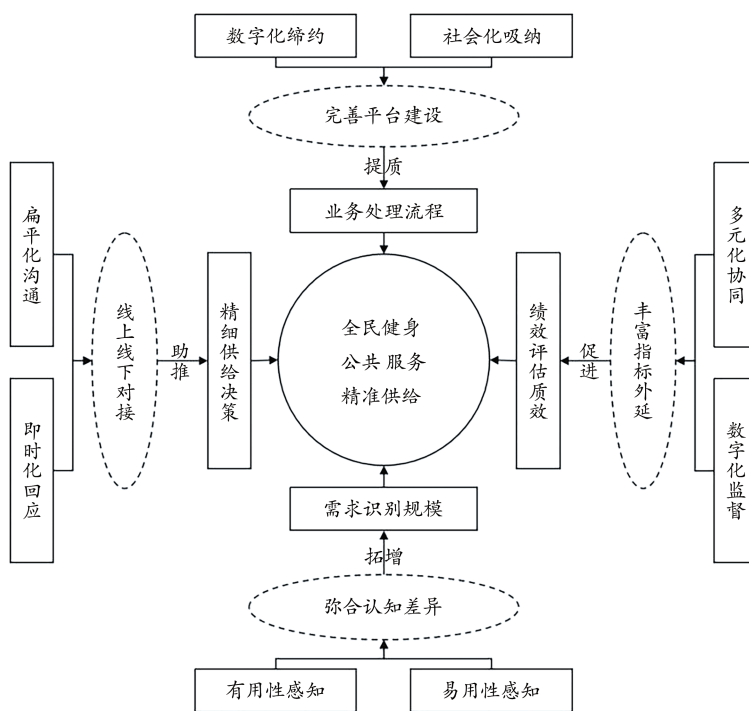 数字化缔约
社会化吸纳
完善平台建设
提质
业务处理流程
扁平化沟通
即时化回应
线上线下对接
助推
精细供给决策
全民健身
公共服务
精准供给
绩效评估质效
促进
丰富指标外延
多元化协同
数字化监督
需求识别规模
拓增
弥合认知差异
有用性感知
易用性感知